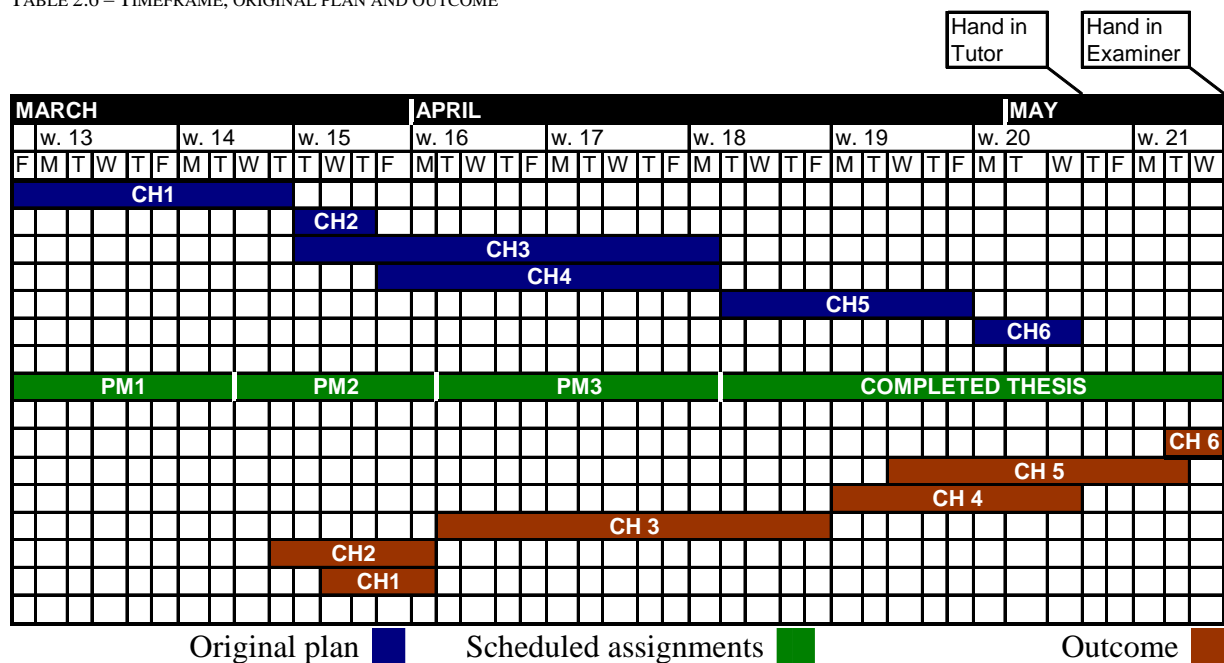 TABLE 2.6 – TIMEFRAME, ORIGINAL PLAN AND OUTCOME
Hand in Tutor
Hand in Examiner
MARCH APRIL MAY
w. 13 w. 14 w. 15 w. 16 w. 17 w. 18 w. 19 w. 20 w. 21
F M T W T F M T W T T W T F M T W T F M T W T F M T W T F M T W T F M T W T F M T W
CH1
CH2
CH3
CH4
CH5
CH6
PM1 PM2 PM3 COMPLETED THESIS
CH 6
CH 5
CH 4
CH 3
CH2
CH1
Original plan Scheduled assignments Outcome